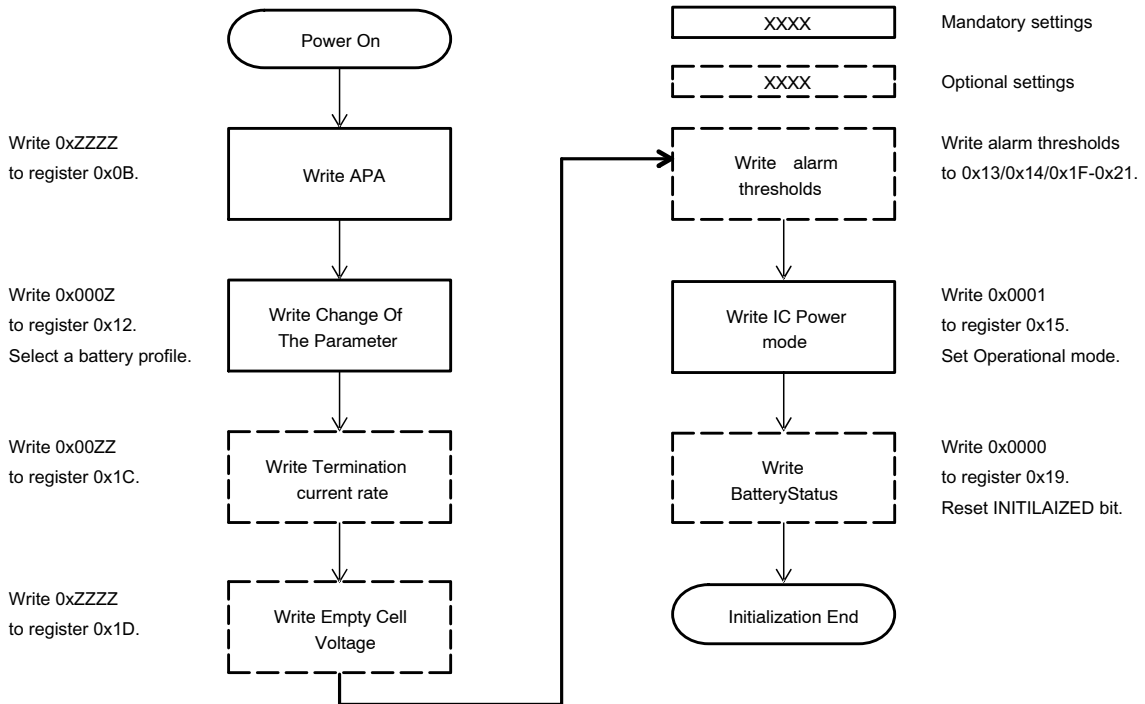 Power On
Write 0xZZZZ
to register 0x0B.
Write APA
Write 0x000Z
to register 0x12.
Select a battery profile.
Write Change Of
The Parameter
Write 0x00ZZ
to register 0x1C.
Write Termination
current rate
Write 0xZZZZ
to register 0x1D.
Write Empty Cell
Voltage
XXXX
Mandatory settings
XXXX
Optional settings
Write alarm
thresholds
Write alarm thresholds
to 0x13/0x14/0x1F-0x21.
Write IC Power
mode
Write 0x0001
to register 0x15.
Set Operational mode.
Write
BatteryStatus
Write 0x0000
to register 0x19.
Reset INITILAIZED bit.
Initialization End